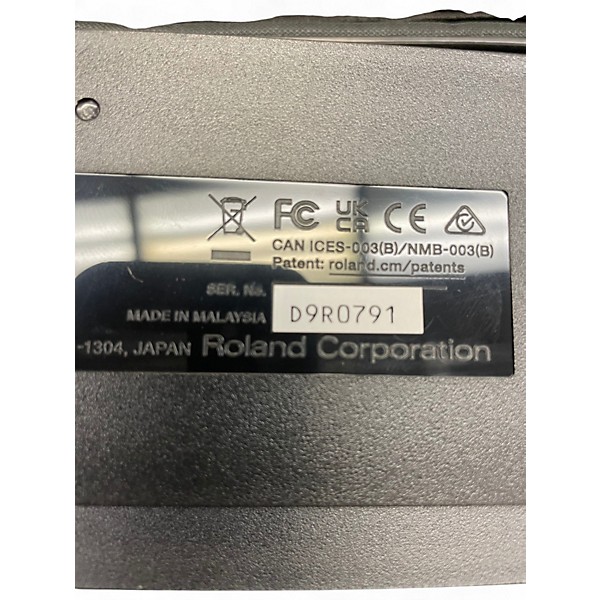 FC UK CA CE
CAN ICES-003(B)/NMB-003(B)
Patent: roland.cm/patents
SER. No.
MADE IN MALAYSIA D9R0791
-1304, JAPAN Roland Corporation